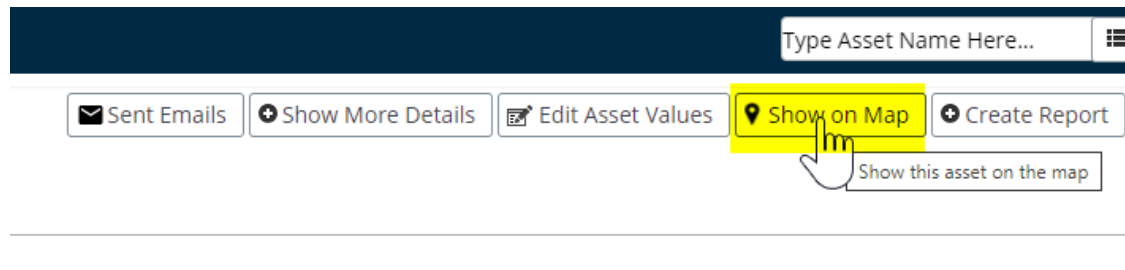 Type Asset Name Here...
Sent Emails Show More Details Edit Asset Values Show on Map Create Report
Show this asset on the map